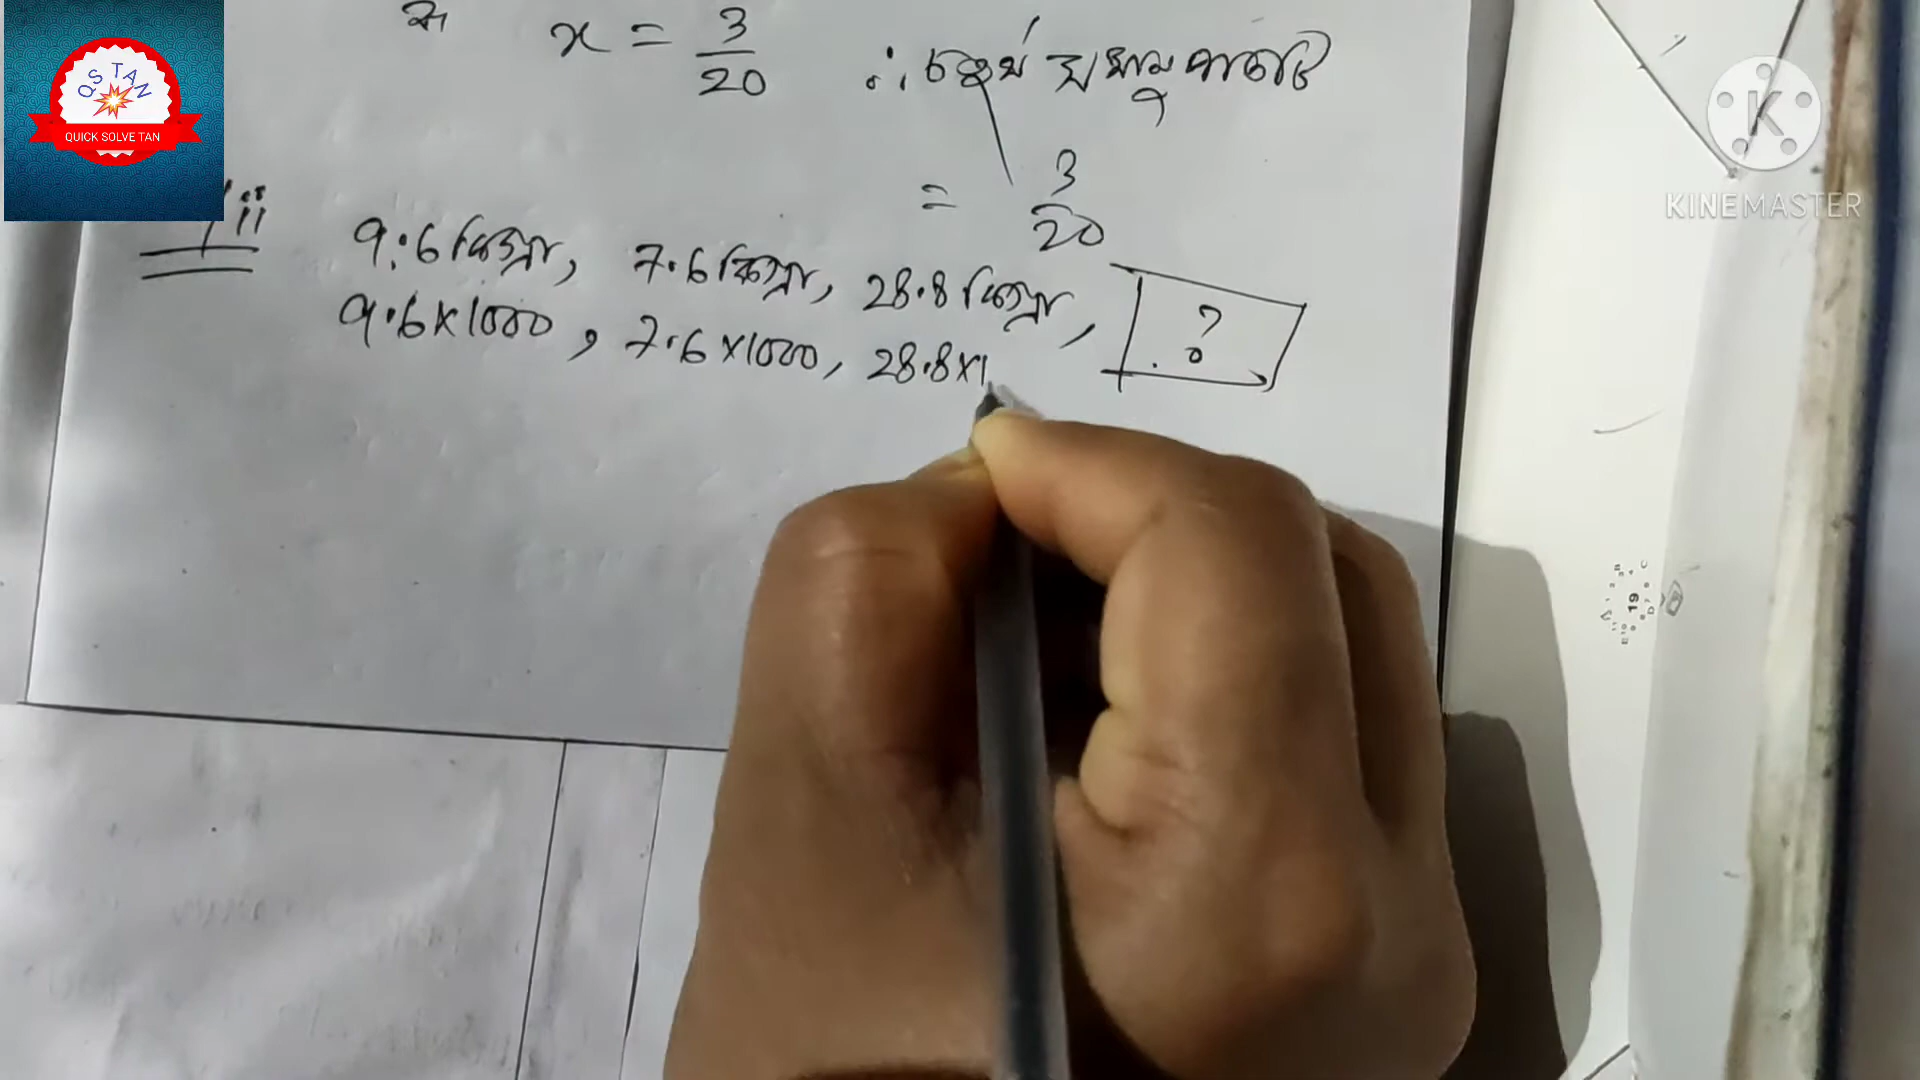 বা x = 3/20 ∴ চতুর্থ সমানুপাতী
= 3/20
ii 9.6 কিগ্রা, 7.6 কিগ্রা, 28.8 কিগ্রা, ?
9.6×1000, 7.6×1000, 28.8×1
QSTAN
QUICK SOLVE TAN
K
KINEMASTER